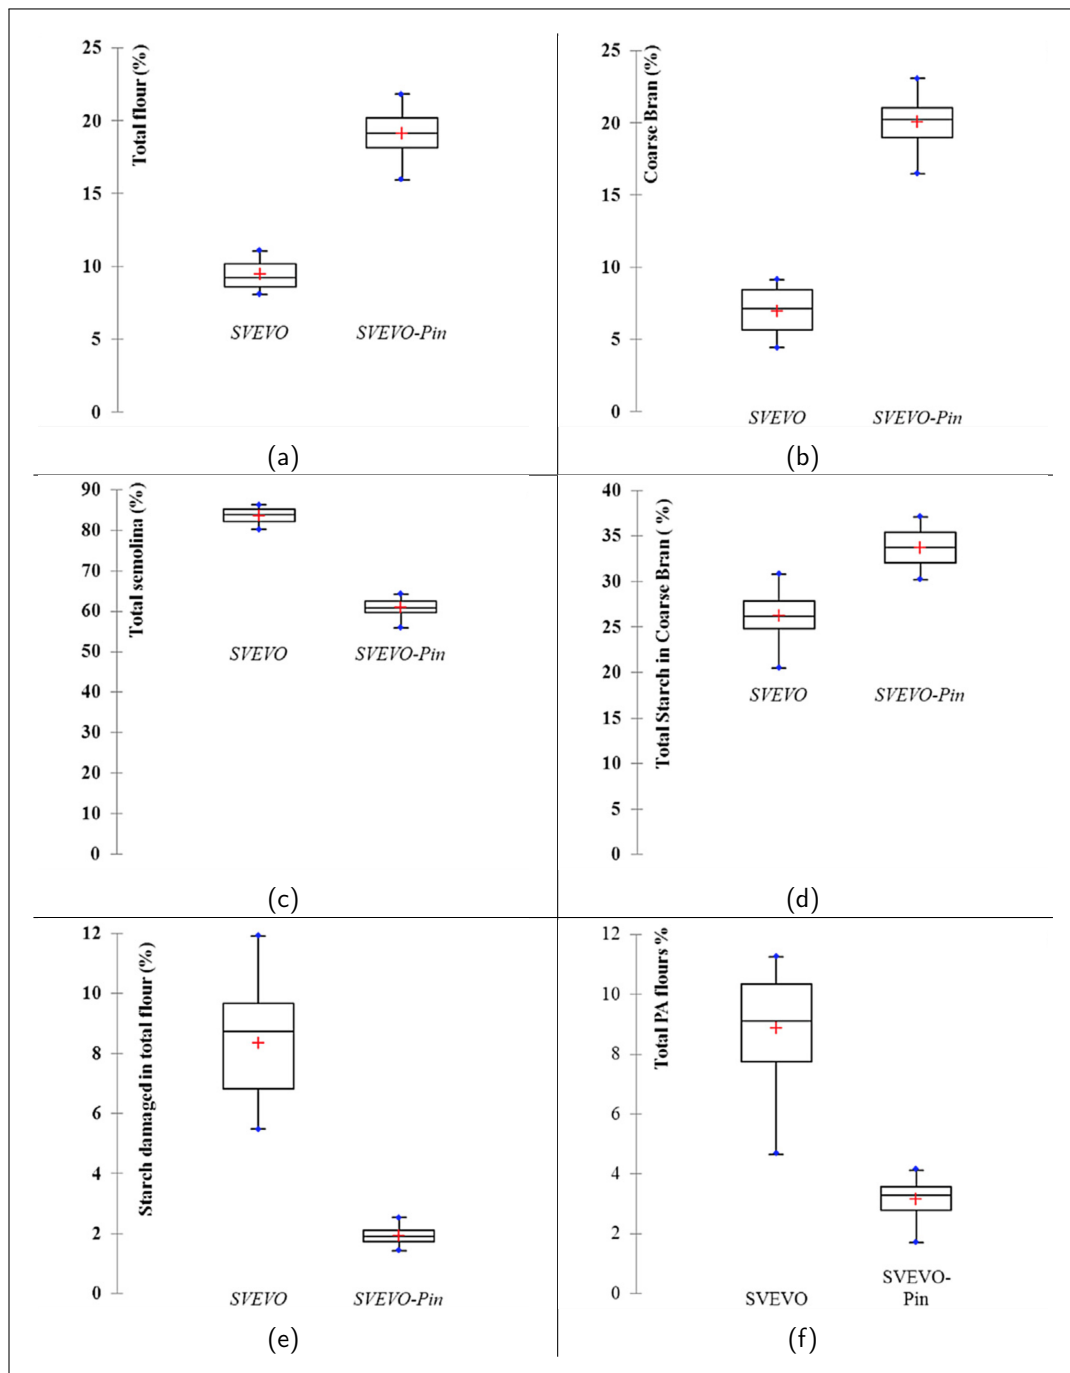 Total flour (%)
25
20
15
10
5
0
SVEVO
SVEVO-Pin
(a)
Coarse Bran (%)
25
20
15
10
5
0
SVEVO
SVEVO-Pin
(b)
Total semolina (%)
90
80
70
60
50
40
30
20
10
0
SVEVO
SVEVO-Pin
(c)
Total Starch in Coarse Bran ( %)
40
35
30
25
20
15
10
5
0
SVEVO
SVEVO-Pin
(d)
Starch damaged in total flour (%)
12
10
8
6
4
2
0
SVEVO
SVEVO-Pin
(e)
Total PA flours %
12
10
8
6
4
2
0
SVEVO
SVEVO-
Pin
(f)